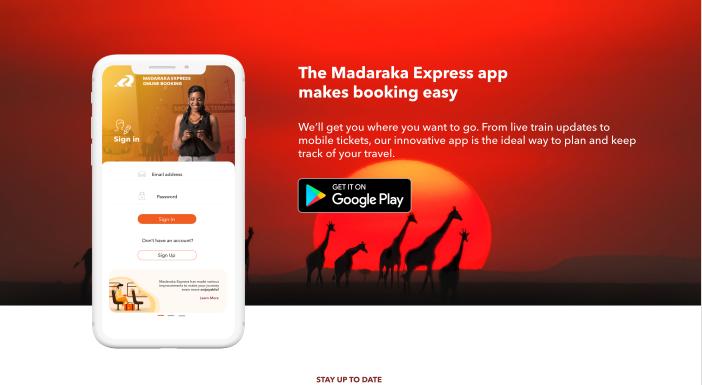 The Madaraka Express app
makes booking easy
We'll get you where you want to go. From live train updates to
mobile tickets, our innovative app is the ideal way to plan and keep
track of your travel.
GET IT ON
Google Play
MADARAKA EXPRESS
ONLINE BOOKING
Sign in
Email address
Password
Sign In
Don't have an account?
Sign Up
Madaraka Express has made various
improvements to make your journey
even more enjoyable!
Learn More
STAY UP TO DATE